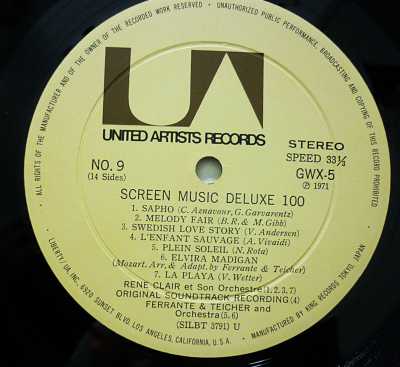 ALL RIGHTS OF THE MANUFACTURER AND OF THE OWNER OF THE RECORDED WORK RESERVED • UNAUTHORIZED PUBLIC PERFORMANCE, BROADCASTING AND COPYING OF THIS RECORD PROHIBITED
UA
UNITED ARTISTS RECORDS
STEREO
SPEED 33⅓
NO. 9
(14 Sides)
GWX-5
Ⓟ 1971
SCREEN MUSIC DELUXE 100
1. SAPHO (C. Aznavour, G. Garvarentz)
2. MELODY FAIR (B. R. & M. Gibb)
3. SWEDISH LOVE STORY (V. Andersen)
4. L'ENFANT SAUVAGE (A. Vivaidi)
5. PLEIN SOLEIL (N. Rota)
6. ELVIRA MADIGAN
(Mozart. Arr. & Adapt. by Ferrante & Teicher)
7. LA PLAYA (V. Wetter)
RENE CLAIR et Son Orchestre (1.2.3.7)
ORIGINAL SOUNDTRACK RECORDING (4)
FERRANTE & TEICHER and
Orchestra (5.6)
(SILBT 3791) U
LIBERTY/UA, INC. 6920 SUNSET BLVD. LOS ANGELES, CALIFORNIA, U.S.A. • MANUFACTURED BY KING RECORDS TOKYO, JAPAN